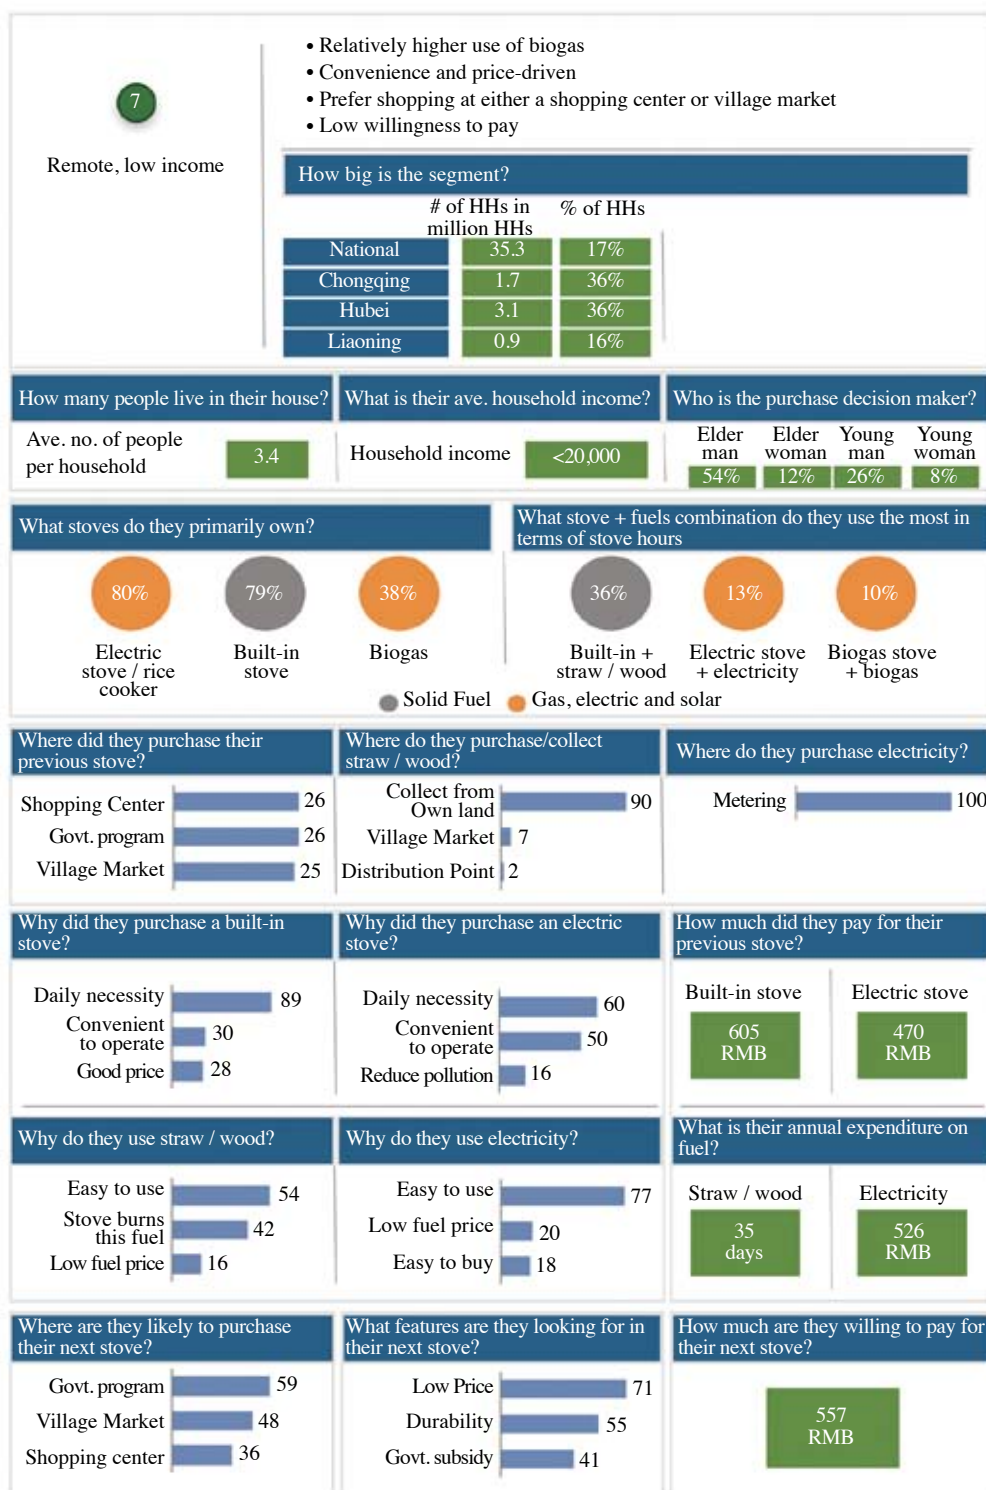 7
Remote, low income
• Relatively higher use of biogas
• Convenience and price-driven
• Prefer shopping at either a shopping center or village market
• Low willingness to pay
How big is the segment?
# of HHs in
million HHs
% of HHs
National 35.3 17%
Chongqing 1.7 36%
Hubei 3.1 36%
Liaoning 0.9 16%
How many people live in their house?
Ave. no. of people
per household
3.4
What is their ave. household income?
Household income <20,000
Who is the purchase decision maker?
Elder
man
54%
Elder
woman
12%
Young
man
26%
Young
woman
8%
What stoves do they primarily own?
80%
Electric
stove / rice
cooker
79%
Built-in
stove
38%
Biogas
What stove + fuels combination do they use the most in
terms of stove hours
36%
Built-in +
straw / wood
13%
Electric stove
+ electricity
10%
Biogas stove
+ biogas
Solid Fuel
Gas, electric and solar
Where did they purchase their
previous stove?
Shopping Center 26
Govt. program 26
Village Market 25
Where do they purchase/collect
straw / wood?
Collect from
Own land
90
Village Market 7
Distribution Point 2
Where do they purchase electricity?
Metering 100
Why did they purchase a built-in
stove?
Daily necessity 89
Convenient
to operate
30
Good price 28
Why did they purchase an electric
stove?
Daily necessity 60
Convenient
to operate
50
Reduce pollution 16
How much did they pay for their
previous stove?
Built-in stove
605
RMB
Electric stove
470
RMB
Why do they use straw / wood?
Easy to use 54
Stove burns
this fuel
42
Low fuel price 16
Why do they use electricity?
Easy to use 77
Low fuel price 20
Easy to buy 18
What is their annual expenditure on
fuel?
Straw / wood
35
days
Electricity
526
RMB
Where are they likely to purchase
their next stove?
Govt. program 59
Village Market 48
Shopping center 36
What features are they looking for in
their next stove?
Low Price 71
Durability 55
Govt. subsidy 41
How much are they willing to pay for
their next stove?
557
RMB